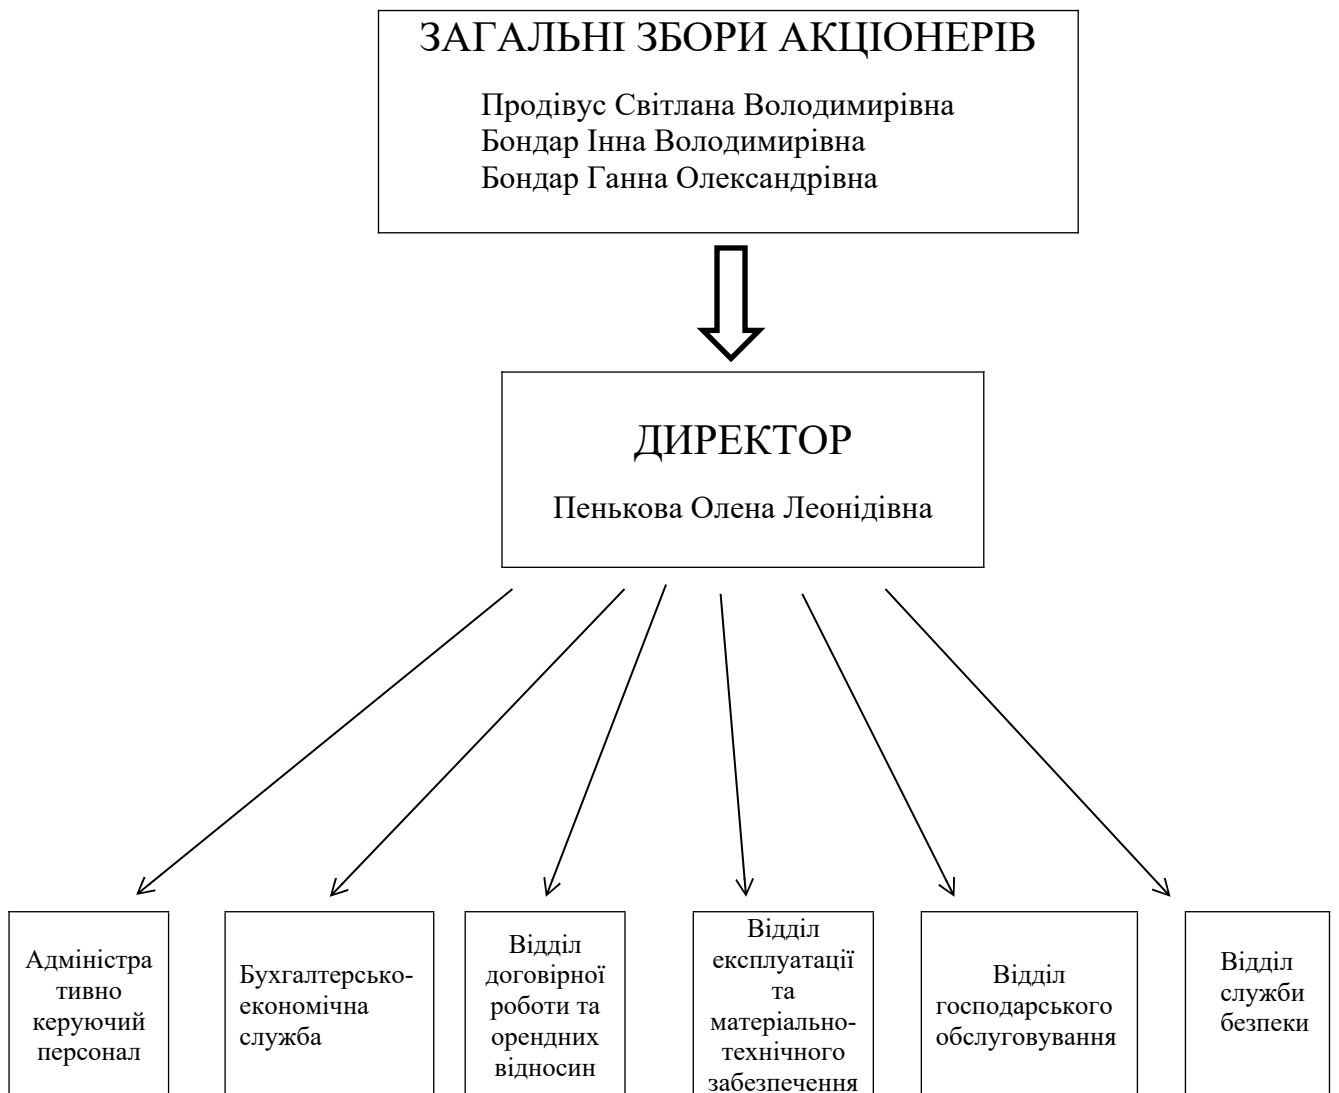 ЗАГАЛЬНІ ЗБОРИ АКЦІОНЕРІВ
Продівус Світлана Володимирівна
Бондар Інна Володимирівна
Бондар Ганна Олександрівна
ДИРЕКТОР
Пенькова Олена Леонідівна
Адміністра
тивно
керуючий
персонал
Бухгалтерсько-
економічна
служба
Відділ
договірної
роботи та
орендних
відносин
Відділ
експлуатації
та
матеріально-
технічного
забезпечення
Відділ
господарського
обслуговування
Відділ
служби
безпеки